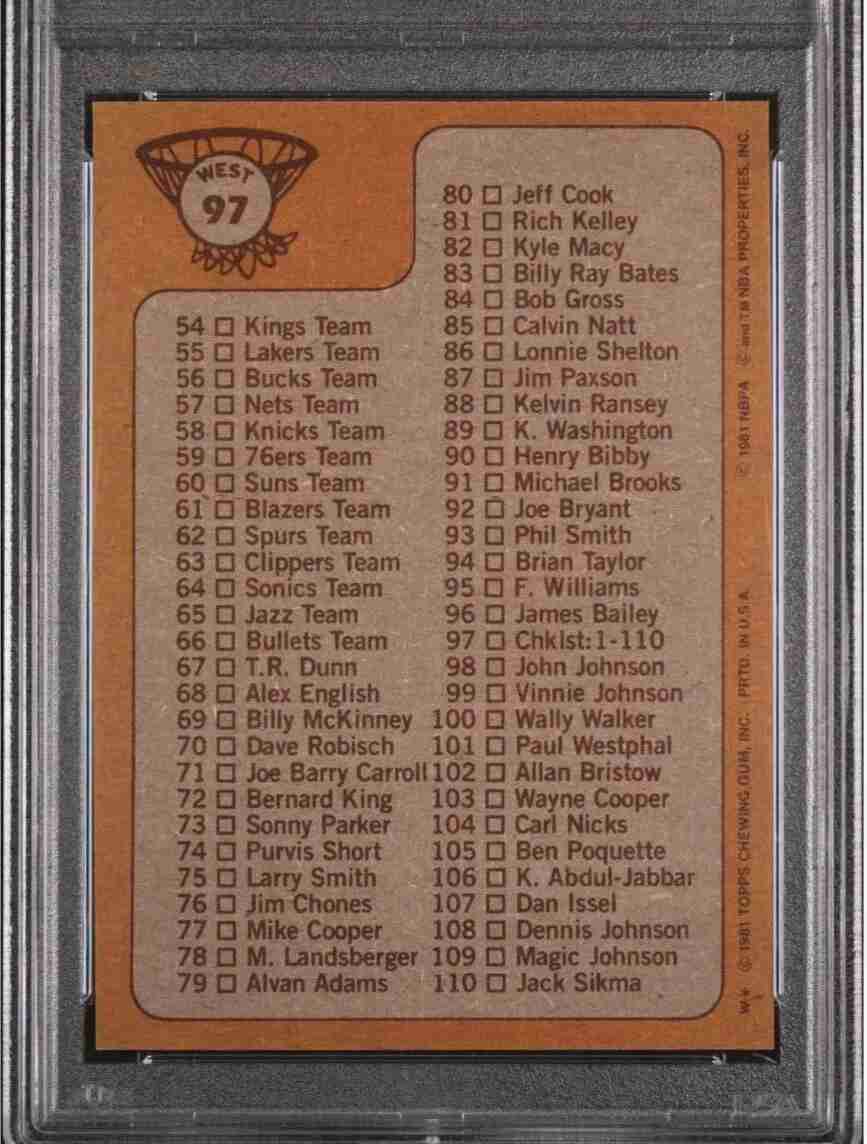 WEST
97
54 □ Kings Team
55 □ Lakers Team
56 □ Bucks Team
57 □ Nets Team
58 □ Knicks Team
59 □ 76ers Team
60 □ Suns Team
61 □ Blazers Team
62 □ Spurs Team
63 □ Clippers Team
64 □ Sonics Team
65 □ Jazz Team
66 □ Bullets Team
67 □ T.R. Dunn
68 □ Alex English
69 □ Billy McKinney
70 □ Dave Robisch
71 □ Joe Barry Carroll
72 □ Bernard King
73 □ Sonny Parker
74 □ Purvis Short
75 □ Larry Smith
76 □ Jim Chones
77 □ Mike Cooper
78 □ M. Landsberger
79 □ Alvan Adams
80 □ Jeff Cook
81 □ Rich Kelley
82 □ Kyle Macy
83 □ Billy Ray Bates
84 □ Bob Gross
85 □ Calvin Natt
86 □ Lonnie Shelton
87 □ Jim Paxson
88 □ Kelvin Ransey
89 □ K. Washington
90 □ Henry Bibby
91 □ Michael Brooks
92 □ Joe Bryant
93 □ Phil Smith
94 □ Brian Taylor
95 □ F. Williams
96 □ James Bailey
97 □ Chklst:1-110
98 □ John Johnson
99 □ Vinnie Johnson
100 □ Wally Walker
101 □ Paul Westphal
102 □ Allan Bristow
103 □ Wayne Cooper
104 □ Carl Nicks
105 □ Ben Poquette
106 □ K. Abdul-Jabbar
107 □ Dan Issel
108 □ Dennis Johnson
109 □ Magic Johnson
110 □ Jack Sikma
W* © 1981 TOPPS CHEWING GUM, INC. PRTD. IN U.S.A. © 1981 NBPA © and TM NBA PROPERTIES, INC.